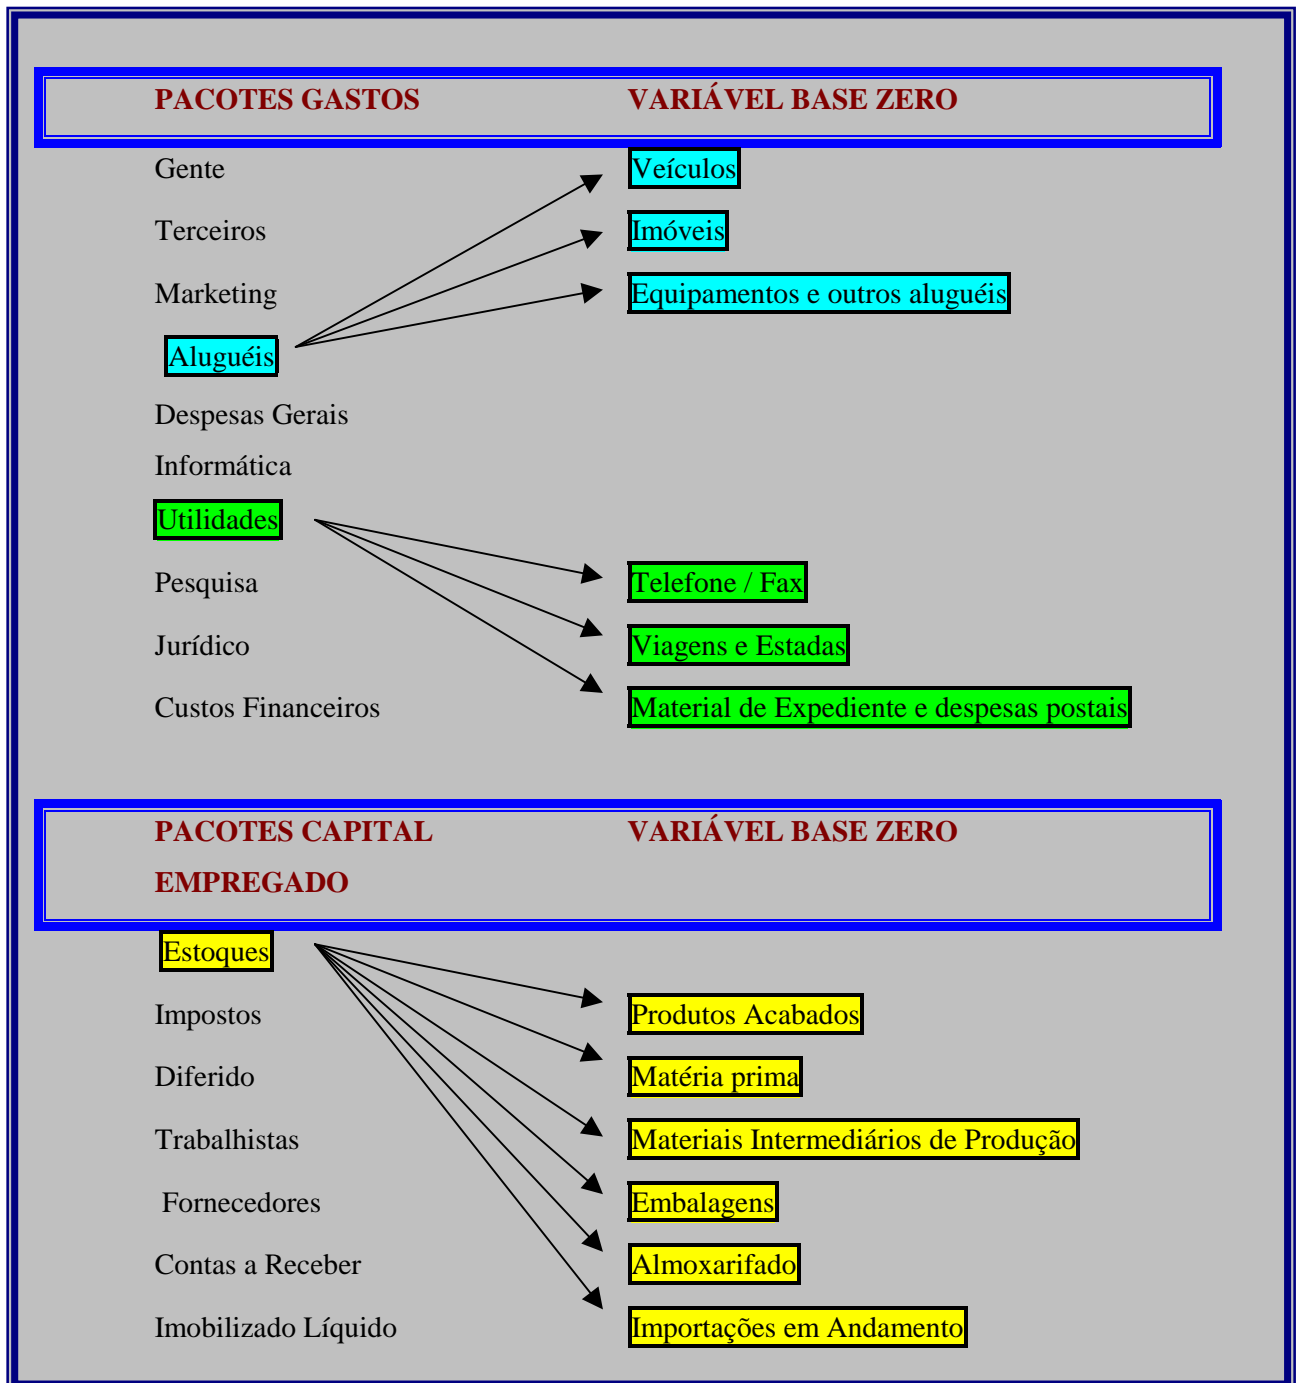 PACOTES GASTOS VARIÁVEL BASE ZERO
Gente Veículos
Terceiros Imóveis
Marketing Equipamentos e outros aluguéis
Aluguéis
Despesas Gerais
Informática
Utilidades
Pesquisa Telefone / Fax
Jurídico Viagens e Estadas
Custos Financeiros Material de Expediente e despesas postais
PACOTES CAPITAL VARIÁVEL BASE ZERO
EMPREGADO
Estoques
Impostos Produtos Acabados
Diferido Matéria prima
Trabalhistas Materiais Intermediários de Produção
Fornecedores Embalagens
Contas a Receber Almoxarifado
Imobilizado Líquido Importações em Andamento